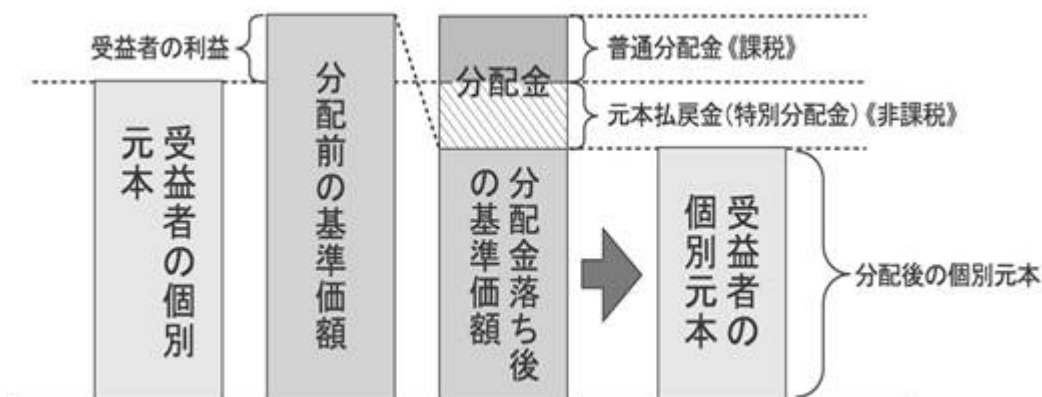 受益者の利益
受益者の個別
元本
分配前の基準価額
分配金
分配金落ち後
の基準価額
普通分配金《課税》
元本払戻金(特別分配金)《非課税》
受益者の
個別元本
分配後の個別元本